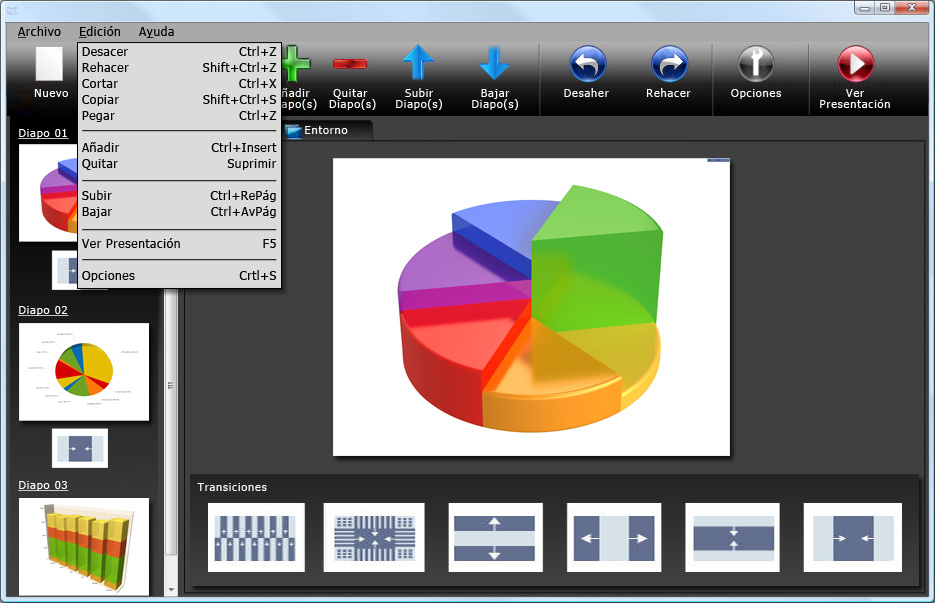 Archivo Edición Ayuda
Desacer Ctrl+Z
Rehacer Shift+Ctrl+Z
Cortar Ctrl+X
Copiar Shift+Ctrl+S
Pegar Ctrl+Z
Añadir Ctrl+Insert
Quitar Suprimir
Subir Ctrl+RePág
Bajar Ctrl+AvPág
Ver Presentación F5
Opciones Crtl+S
Nuevo
ñadir
apo(s)
Quitar
Diapo(s)
Subir
Diapo(s)
Bajar
Diapo(s)
Desaher
Rehacer
Opciones
Ver
Presentación
Entorno
Diapo 01
Diapo 02
Diapo 03
Transiciones